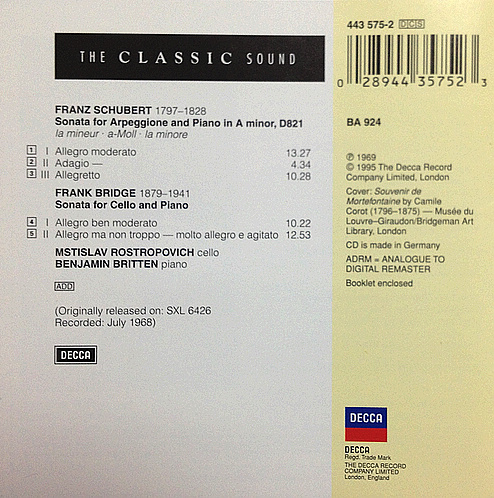 THE CLASSIC SOUND
FRANZ SCHUBERT 1797–1828
Sonata for Arpeggione and Piano in A minor, D821
la mineur · a-Moll · la minore
1 I Allegro moderato 13.27
2 II Adagio — 4.34
3 III Allegretto 10.28
FRANK BRIDGE 1879–1941
Sonata for Cello and Piano
4 I Allegro ben moderato 10.22
5 II Allegro ma non troppo — molto allegro e agitato 12.53
MSTISLAV ROSTROPOVICH cello
BENJAMIN BRITTEN piano
ADD
(Originally released on: SXL 6426
Recorded: July 1968)
DECCA
443 575-2 DCS
0 28944 35752 3
BA 924
℗ 1969
© 1995 The Decca Record
Company Limited, London
Cover: Souvenir de
Mortefontaine by Camile
Corot (1796–1875) — Musée du
Louvre–Giraudon/Bridgeman Art
Library, London
CD is made in Germany
ADRM = ANALOGUE TO
DIGITAL REMASTER
Booklet enclosed
DECCA
DECCA
Regd. Trade Mark
THE DECCA RECORD
COMPANY LIMITED
London, England